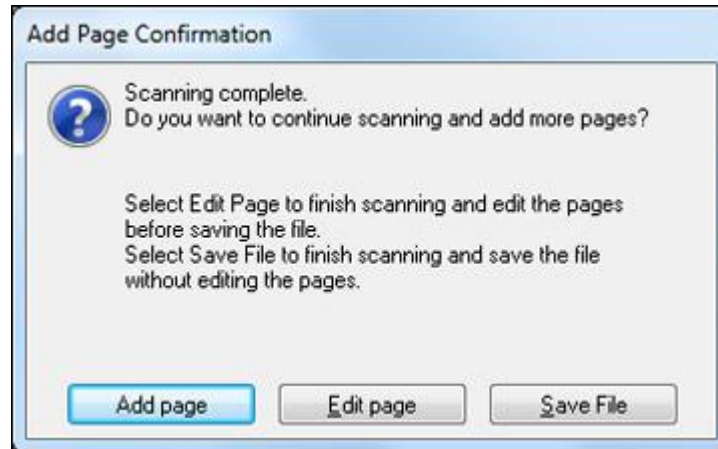 Add Page Confirmation
Scanning complete.
Do you want to continue scanning and add more pages?
Select Edit Page to finish scanning and edit the pages
before saving the file.
Select Save File to finish scanning and save the file
without editing the pages.
Add page
Edit page
Save File